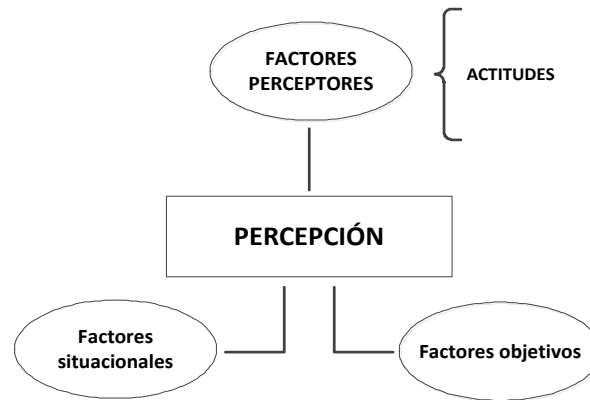 FACTORES
PERCEPTORES
ACTITUDES
PERCEPCIÓN
Factores
situacionales
Factores objetivos